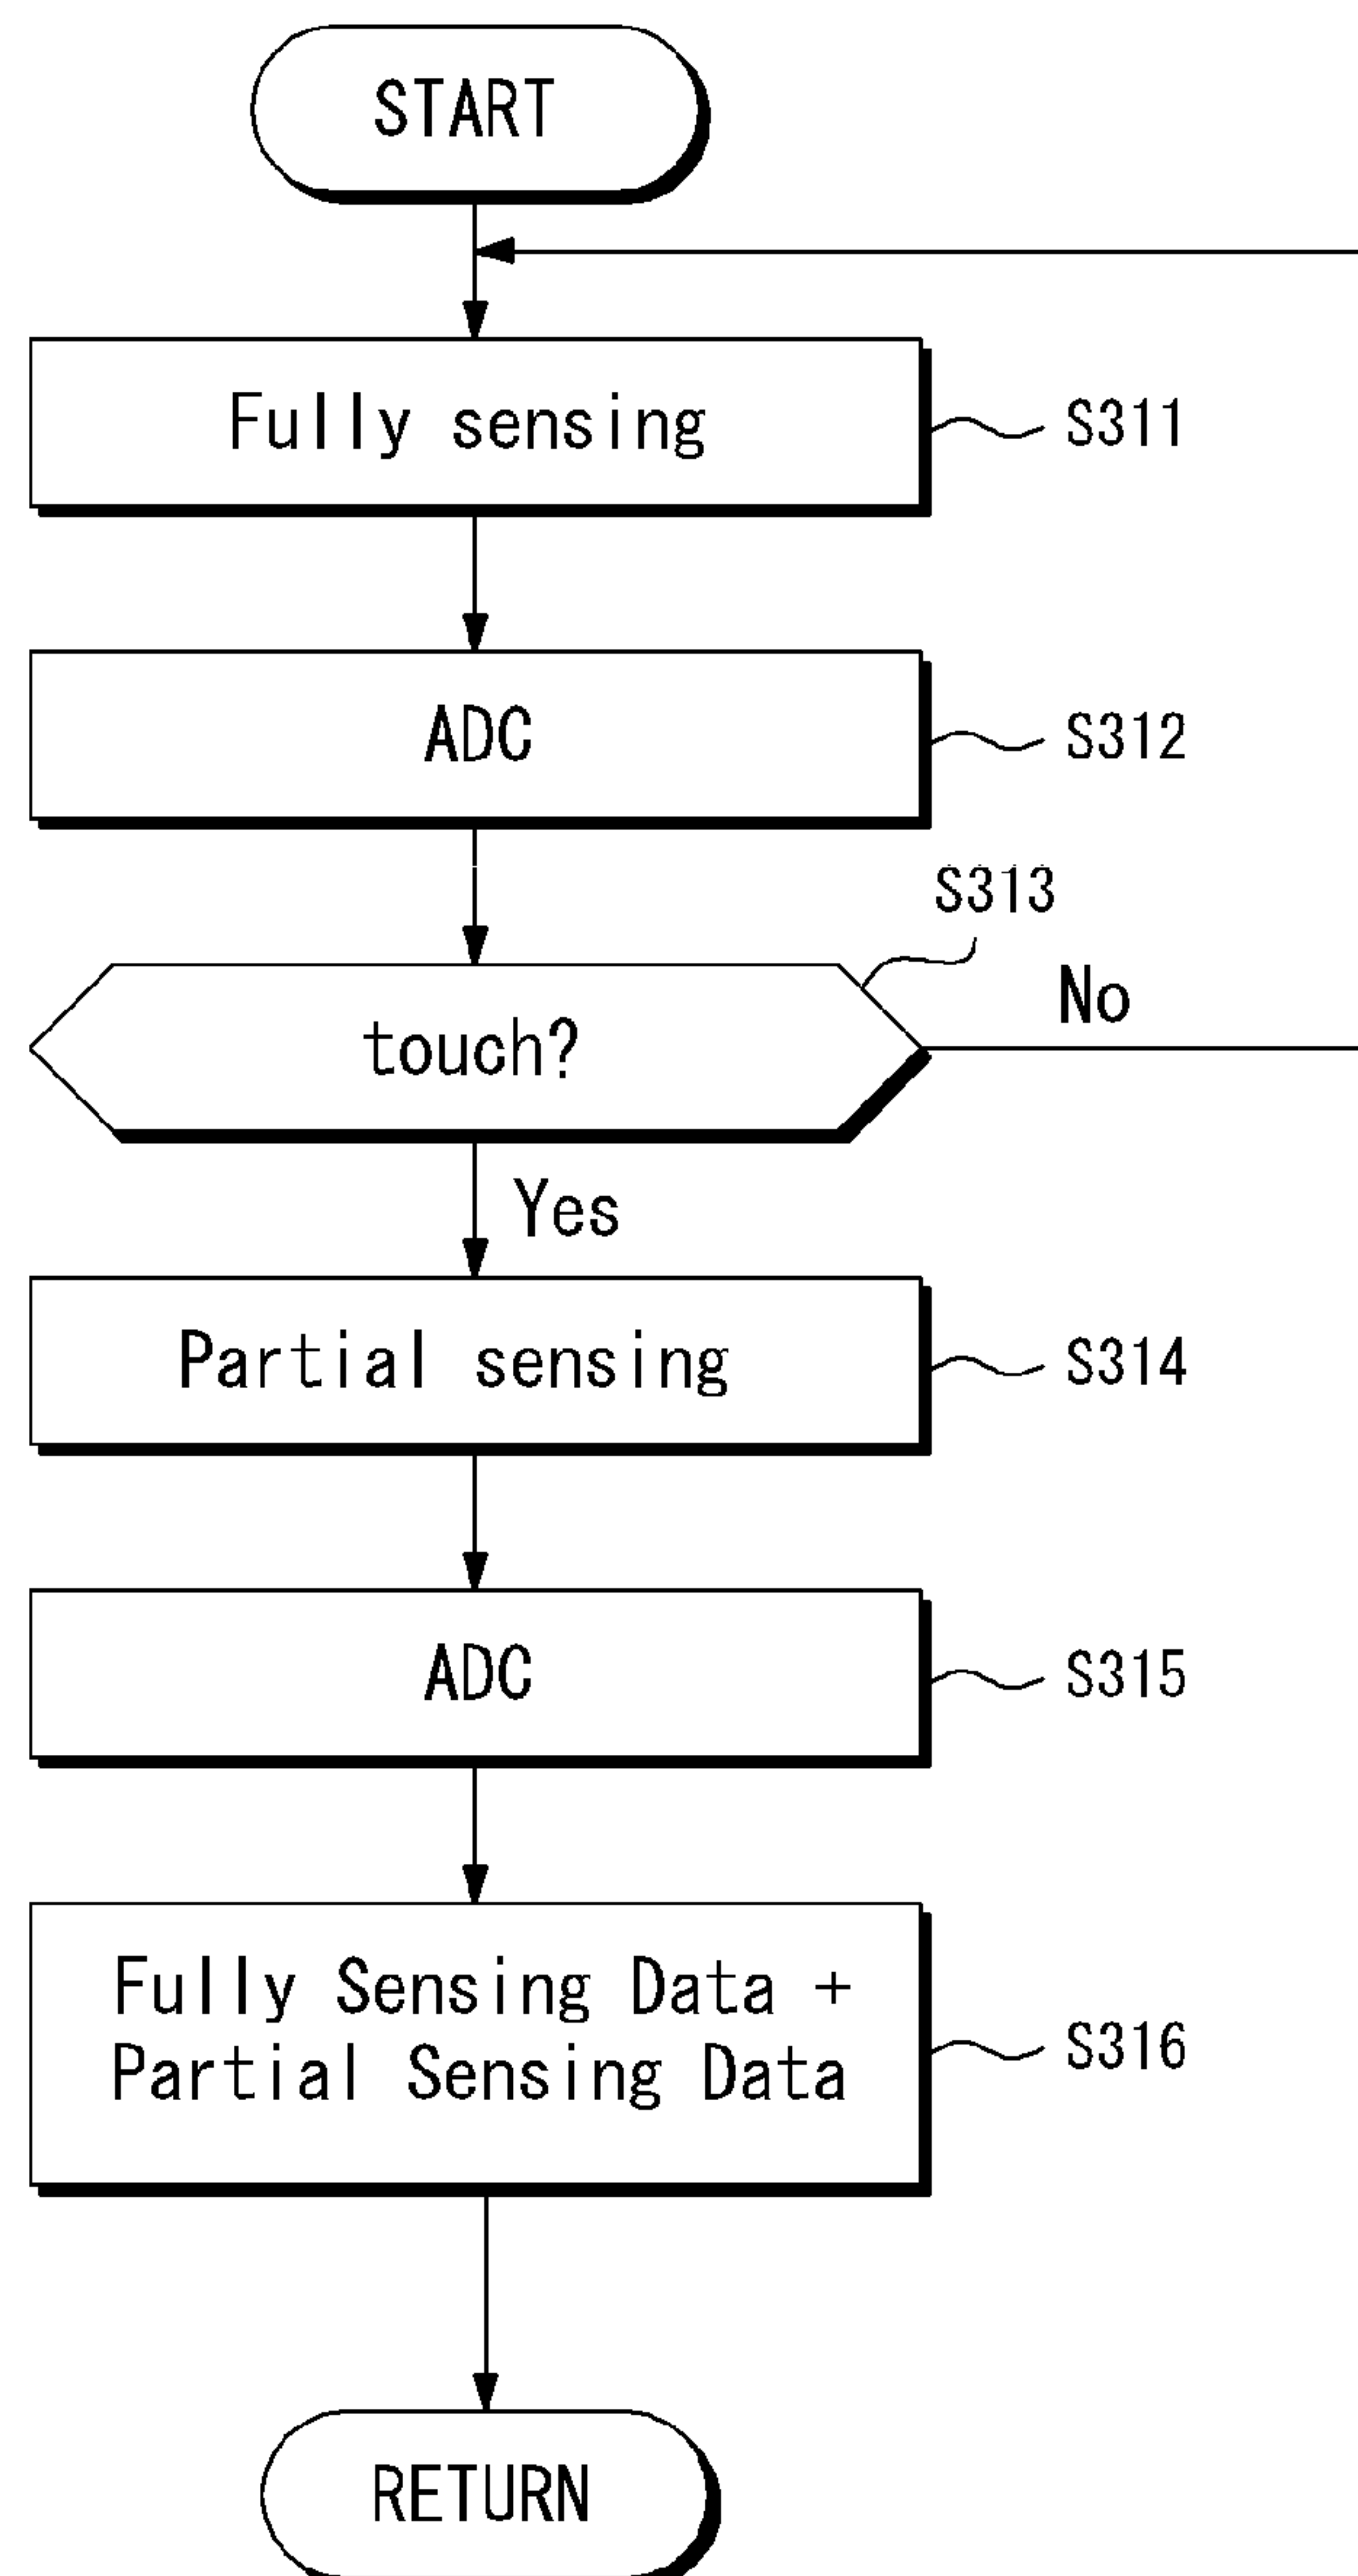 START
Fully sensing
S311
ADC
S312
S313
touch?
No
Yes
Partial sensing
S314
ADC
S315
Fully Sensing Data +
Partial Sensing Data
S316
RETURN